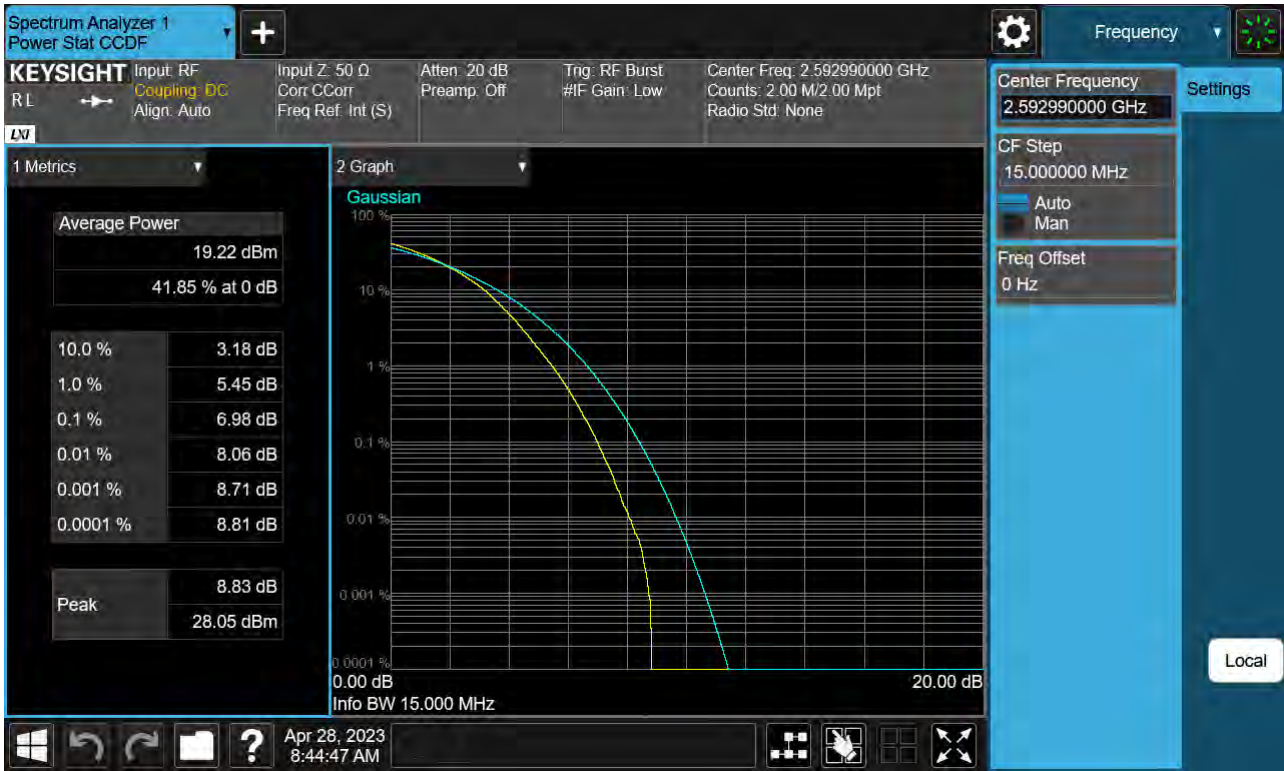 Spectrum Analyzer 1
Power Stat CCDF
+
Frequency
KEYSIGHT
RL
LXI
Input: RF
Coupling: DC
Align: Auto
Input Z: 50 Ω
Corr CCorr
Freq Ref: Int (S)
Atten: 20 dB
Preamp: Off
Trig: RF Burst
#IF Gain: Low
Center Freq: 2.592990000 GHz
Counts: 2.00 M/2.00 Mpt
Radio Std: None
Center Frequency
2.592990000 GHz
Settings
CF Step
15.000000 MHz
Auto
Man
Freq Offset
0 Hz
1 Metrics
Average Power
19.22 dBm
41.85 % at 0 dB
10.0 % 3.18 dB
1.0 % 5.45 dB
0.1 % 6.98 dB
0.01 % 8.06 dB
0.001 % 8.71 dB
0.0001 % 8.81 dB
Peak
8.83 dB
28.05 dBm
2 Graph
Gaussian
100 %
10 %
1 %
0.1 %
0.01 %
0.001 %
0.0001 %
0.00 dB 20.00 dB
Info BW 15.000 MHz
Local
?
Apr 28, 2023
8:44:47 AM